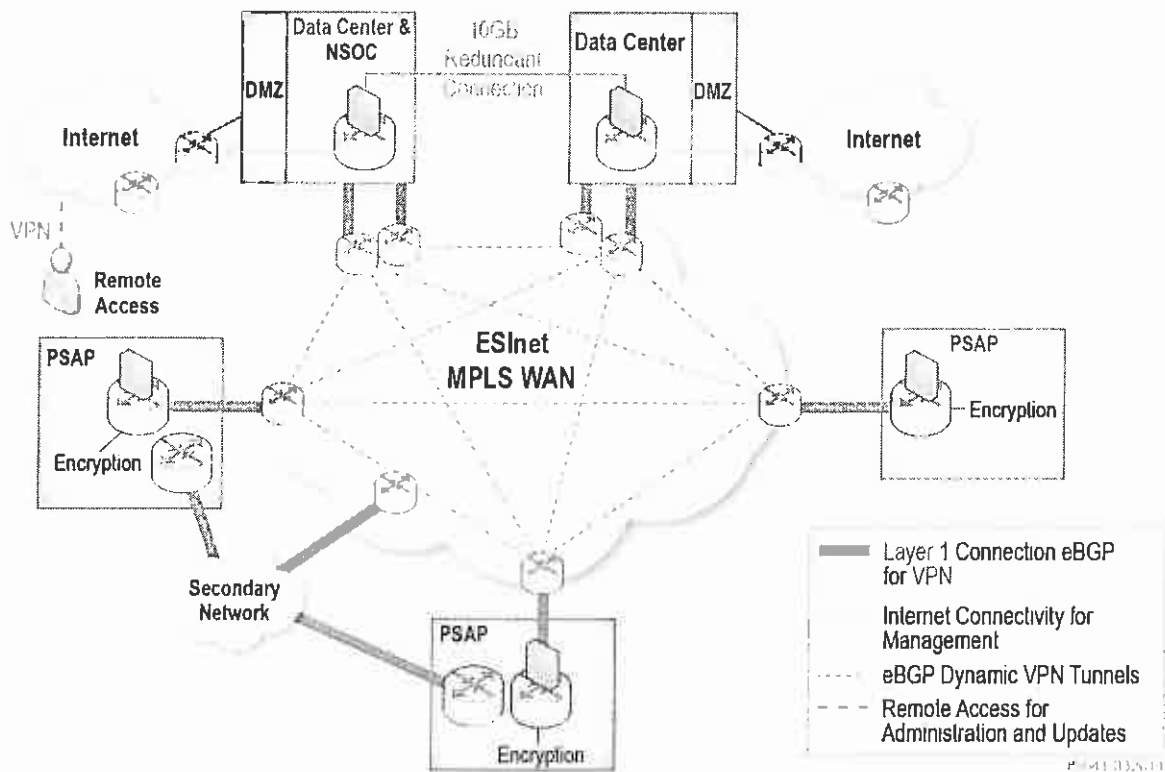 Data Center &
NSOC
10GB
Redundant
Connection
Data Center
DMZ
DMZ
Internet
Internet
VPN
Remote
Access
ESInet
MPLS WAN
PSAP
Encryption
PSAP
Encryption
Secondary
Network
PSAP
Encryption
Layer 1 Connection eBGP
for VPN
Internet Connectivity for
Management
eBGP Dynamic VPN Tunnels
Remote Access for
Administration and Updates